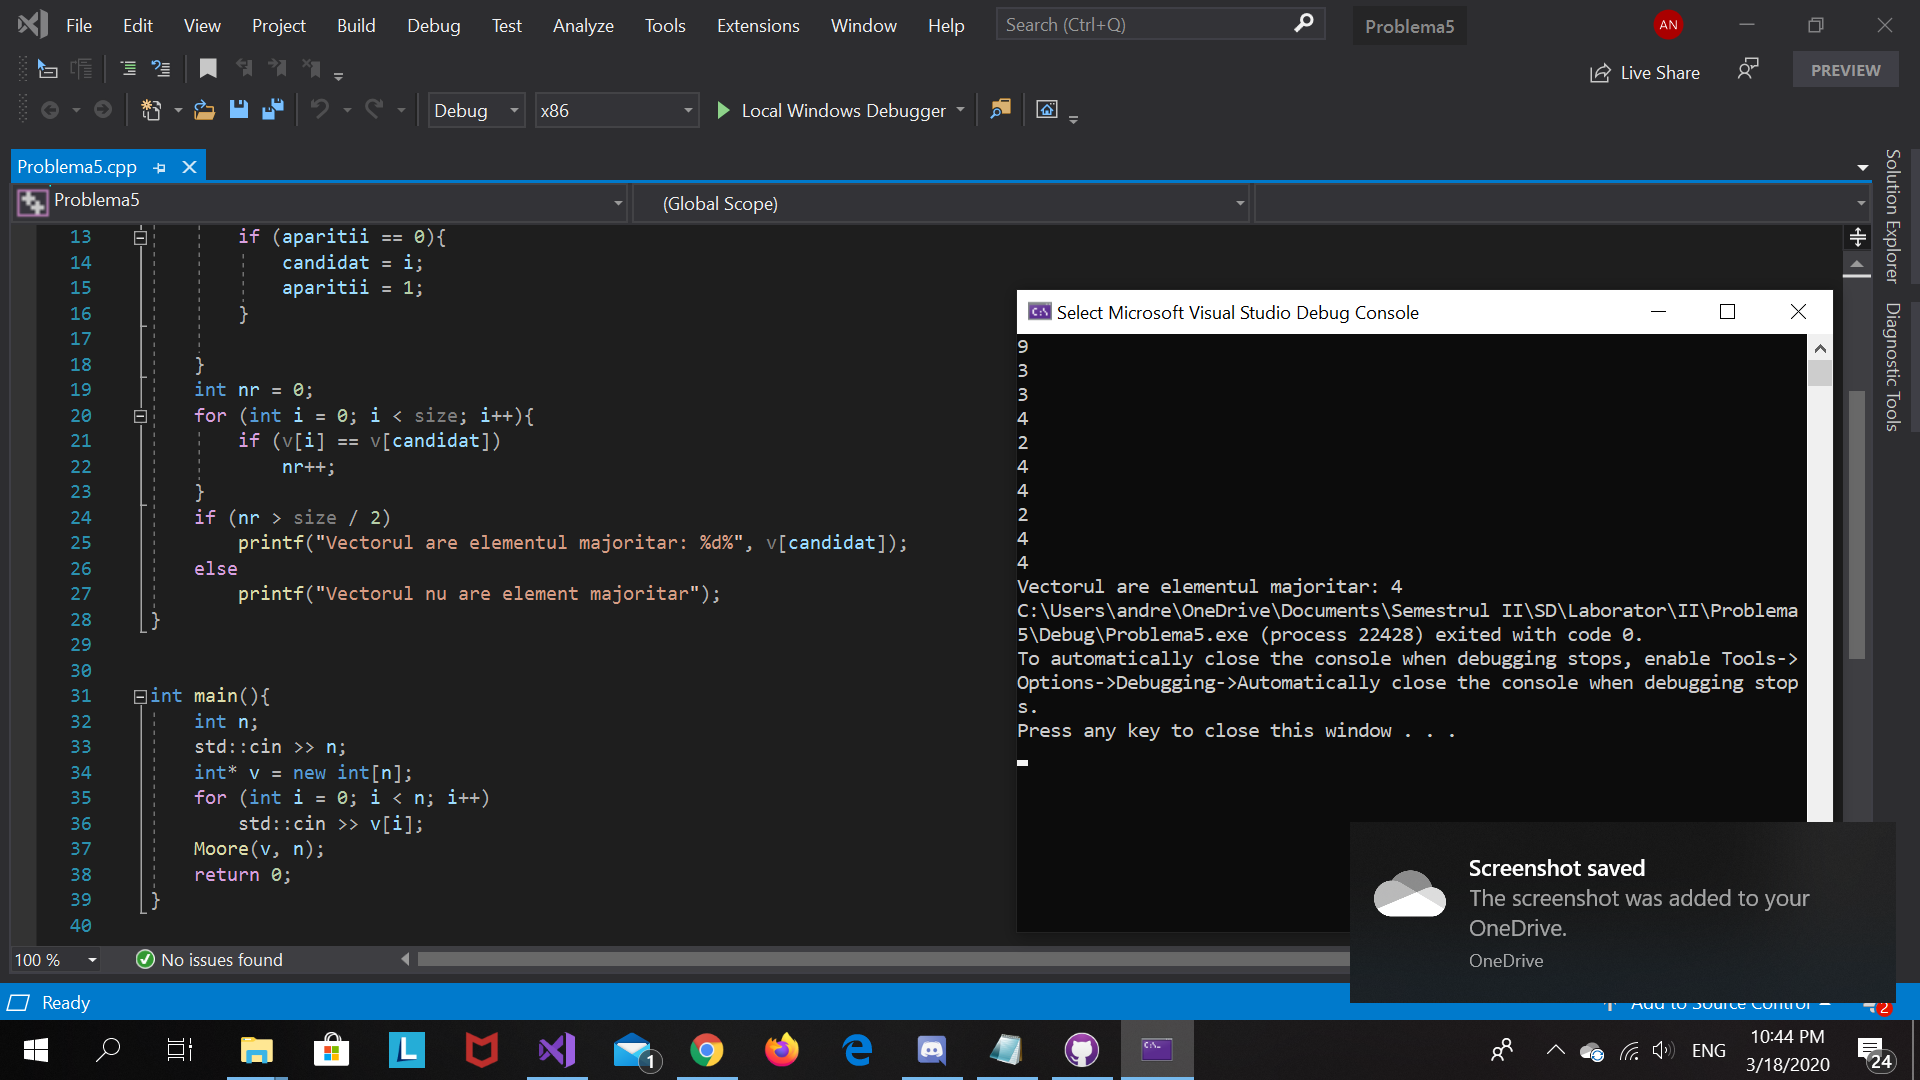 File Edit View Project Build Debug Test Analyze Tools Extensions Window Help Search (Ctrl+Q) Problema5 AN
Live Share PREVIEW
Debug x86 Local Windows Debugger
Problema5.cpp
Problema5 (Global Scope)
Solution Explorer
Diagnostic Tools
13 if (aparitii == 0){
14 candidat = i;
15 aparitii = 1;
16 }
17
18 }
19 int nr = 0;
20 for (int i = 0; i < size; i++){
21 if (v[i] == v[candidat])
22 nr++;
23 }
24 if (nr > size / 2)
25 printf("Vectorul are elementul majoritar: %d%", v[candidat]);
26 else
27 printf("Vectorul nu are element majoritar");
28 }
29
30
31 int main(){
32 int n;
33 std::cin >> n;
34 int* v = new int[n];
35 for (int i = 0; i < n; i++)
36 std::cin >> v[i];
37 Moore(v, n);
38 return 0;
39 }
40
C:\ Select Microsoft Visual Studio Debug Console
9
3
3
4
2
4
4
2
4
4
Vectorul are elementul majoritar: 4
C:\Users\andre\OneDrive\Documents\Semestrul II\SD\Laborator\II\Problema
5\Debug\Problema5.exe (process 22428) exited with code 0.
To automatically close the console when debugging stops, enable Tools->
Options->Debugging->Automatically close the console when debugging stop
s.
Press any key to close this window . . .
Screenshot saved
The screenshot was added to your
OneDrive.
OneDrive
100 % No issues found
Ready Add to Source Control 2
L 1 ENG 10:44 PM
3/18/2020 24